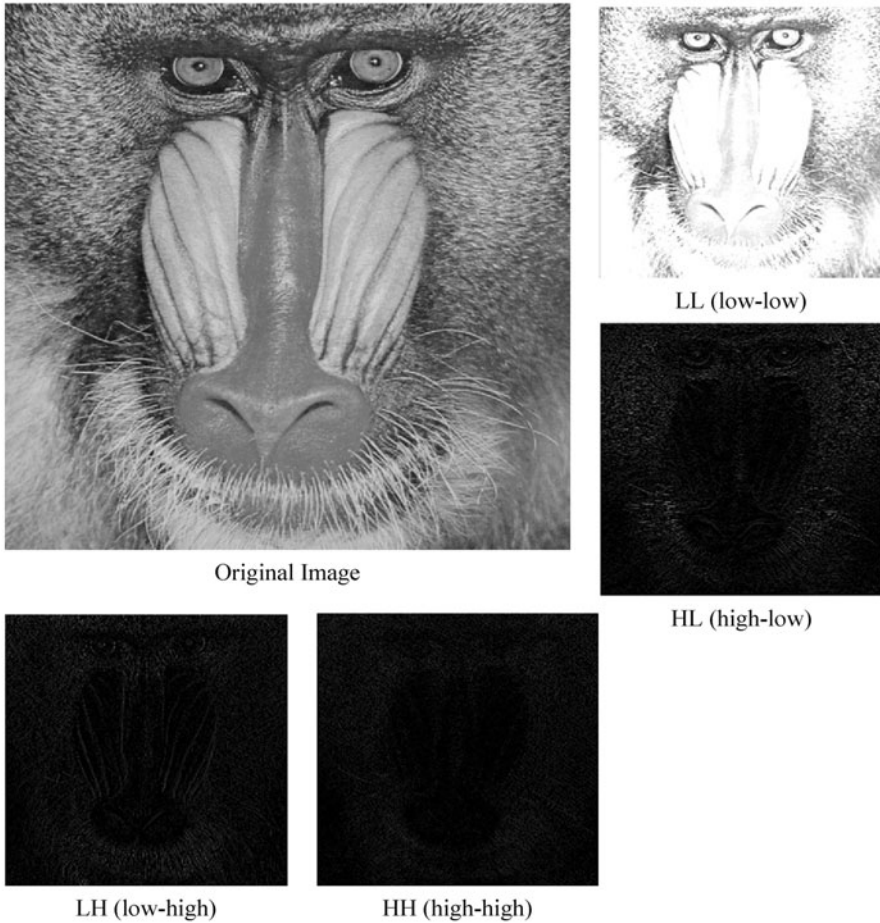 LL (low-low)
Original Image
HL (high-low)
LH (low-high)
HH (high-high)